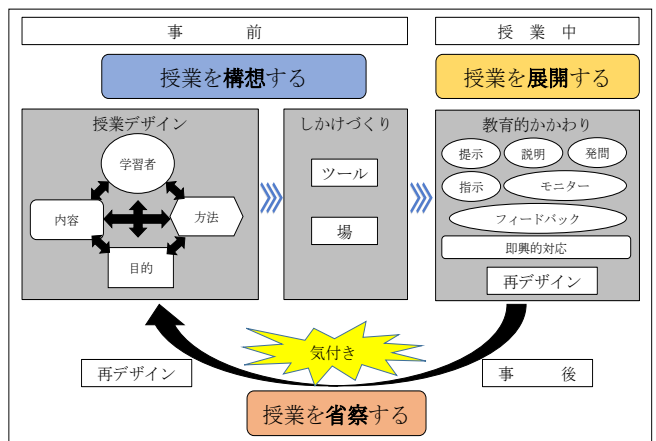 事　前
授　業　中
授業を構想する
授業を展開する
授業デザイン
学習者
内容
方法
目的
しかけづくり
ツール
場
教育的かかわり
提示
説明
発問
指示
モニター
フィードバック
即興的対応
再デザイン
気付き
再デザイン
事　後
授業を省察する